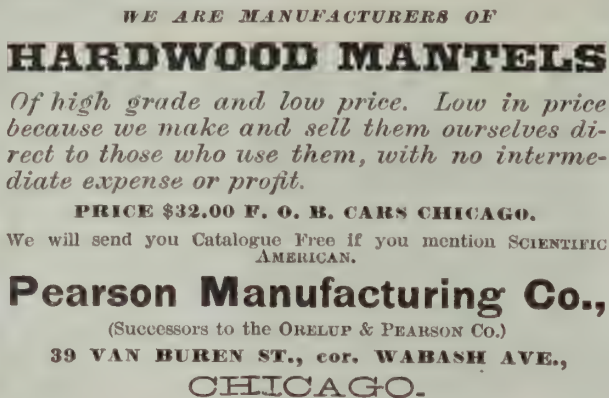 WE ARE MANUFACTURERS OF
HARDWOOD MANTELS
Of high grade and low price. Low in price
because we make and sell them ourselves di-
rect to those who use them, with no interme-
diate expense or profit.
PRICE $32.00 F. O. B. CARS CHICAGO.
We will send you Catalogue Free if you mention SCIENTIFIC
AMERICAN.
Pearson Manufacturing Co.,
(Successors to the ORELUP & PEARSON Co.)
39 VAN BUREN ST., cor. WABASH AVE.,
CHICAGO.